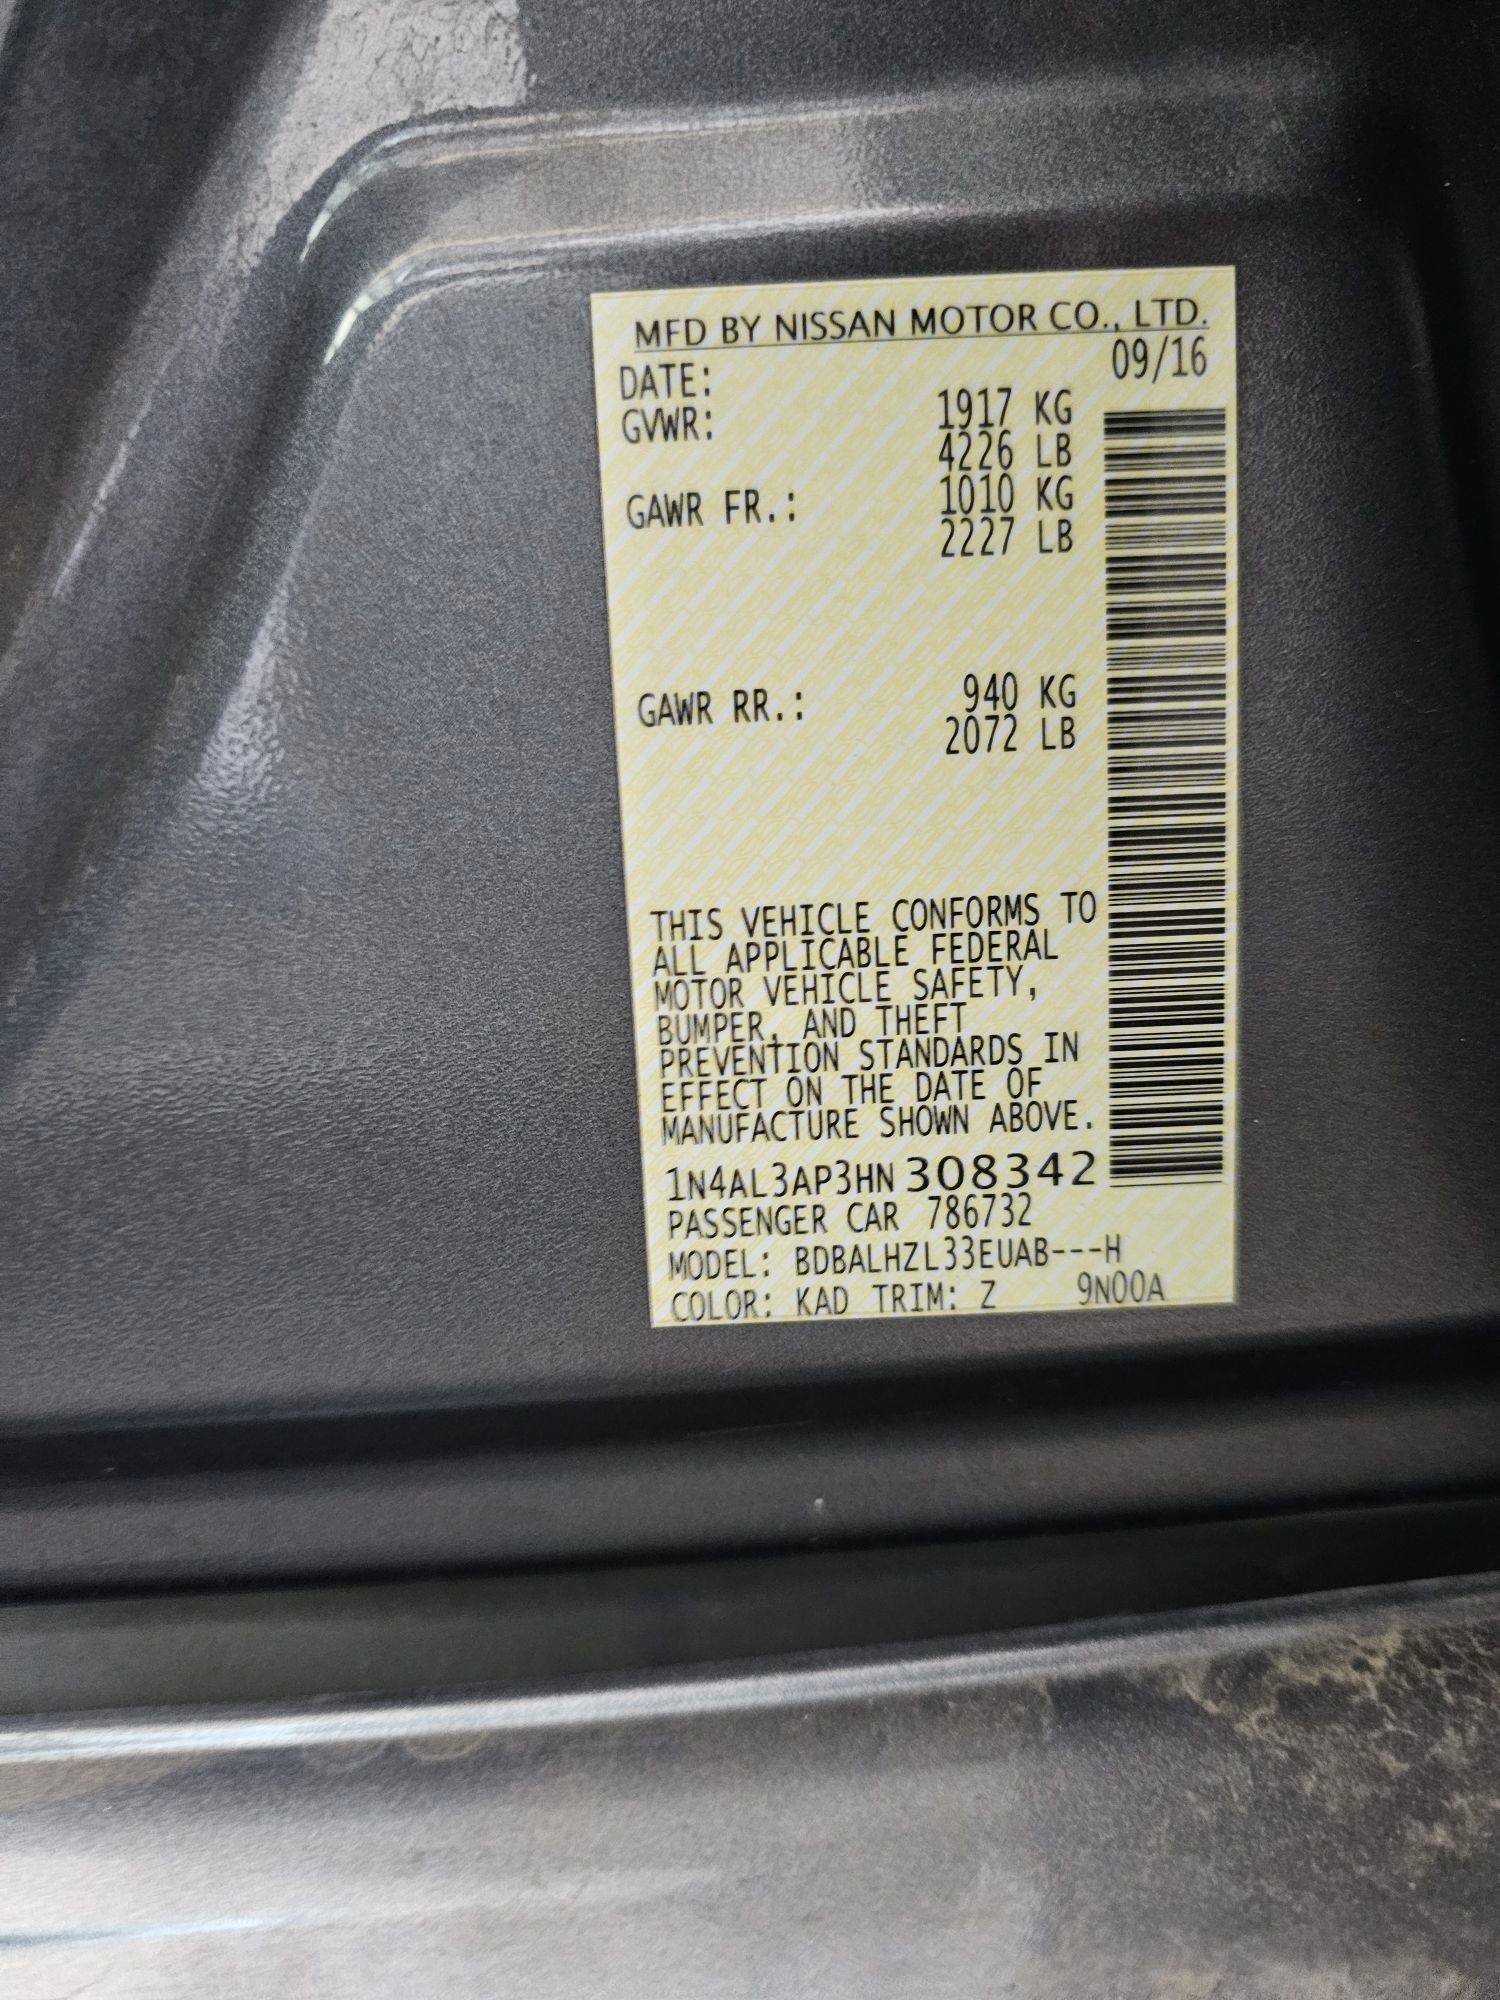 MFD BY NISSAN MOTOR CO., LTD.
DATE: 09/16
GVWR: 1917 KG
4226 LB
GAWR FR.: 1010 KG
2227 LB
GAWR RR.: 940 KG
2072 LB
THIS VEHICLE CONFORMS TO
ALL APPLICABLE FEDERAL
MOTOR VEHICLE SAFETY,
BUMPER, AND THEFT
PREVENTION STANDARDS IN
EFFECT ON THE DATE OF
MANUFACTURE SHOWN ABOVE.
1N4AL3AP3HN308342
PASSENGER CAR 786732
MODEL: BDBALHZL33EUAB---H
COLOR: KAD TRIM: Z 9N00A